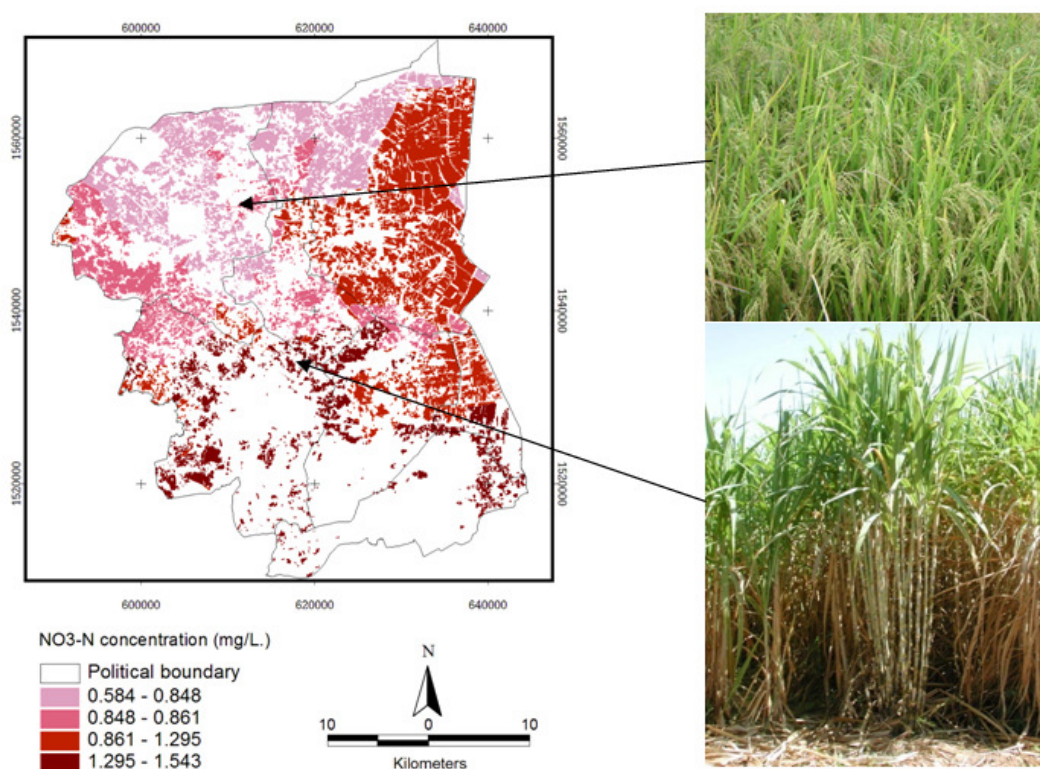 600000 620000 640000
1560000 1560000
1540000 1540000
1520000 1520000
600000 620000 640000
NO3-N concentration (mg/L.)
Political boundary
0.584 - 0.848
0.848 - 0.861
0.861 - 1.295
1.295 - 1.543
N
10 0 10
Kilometers